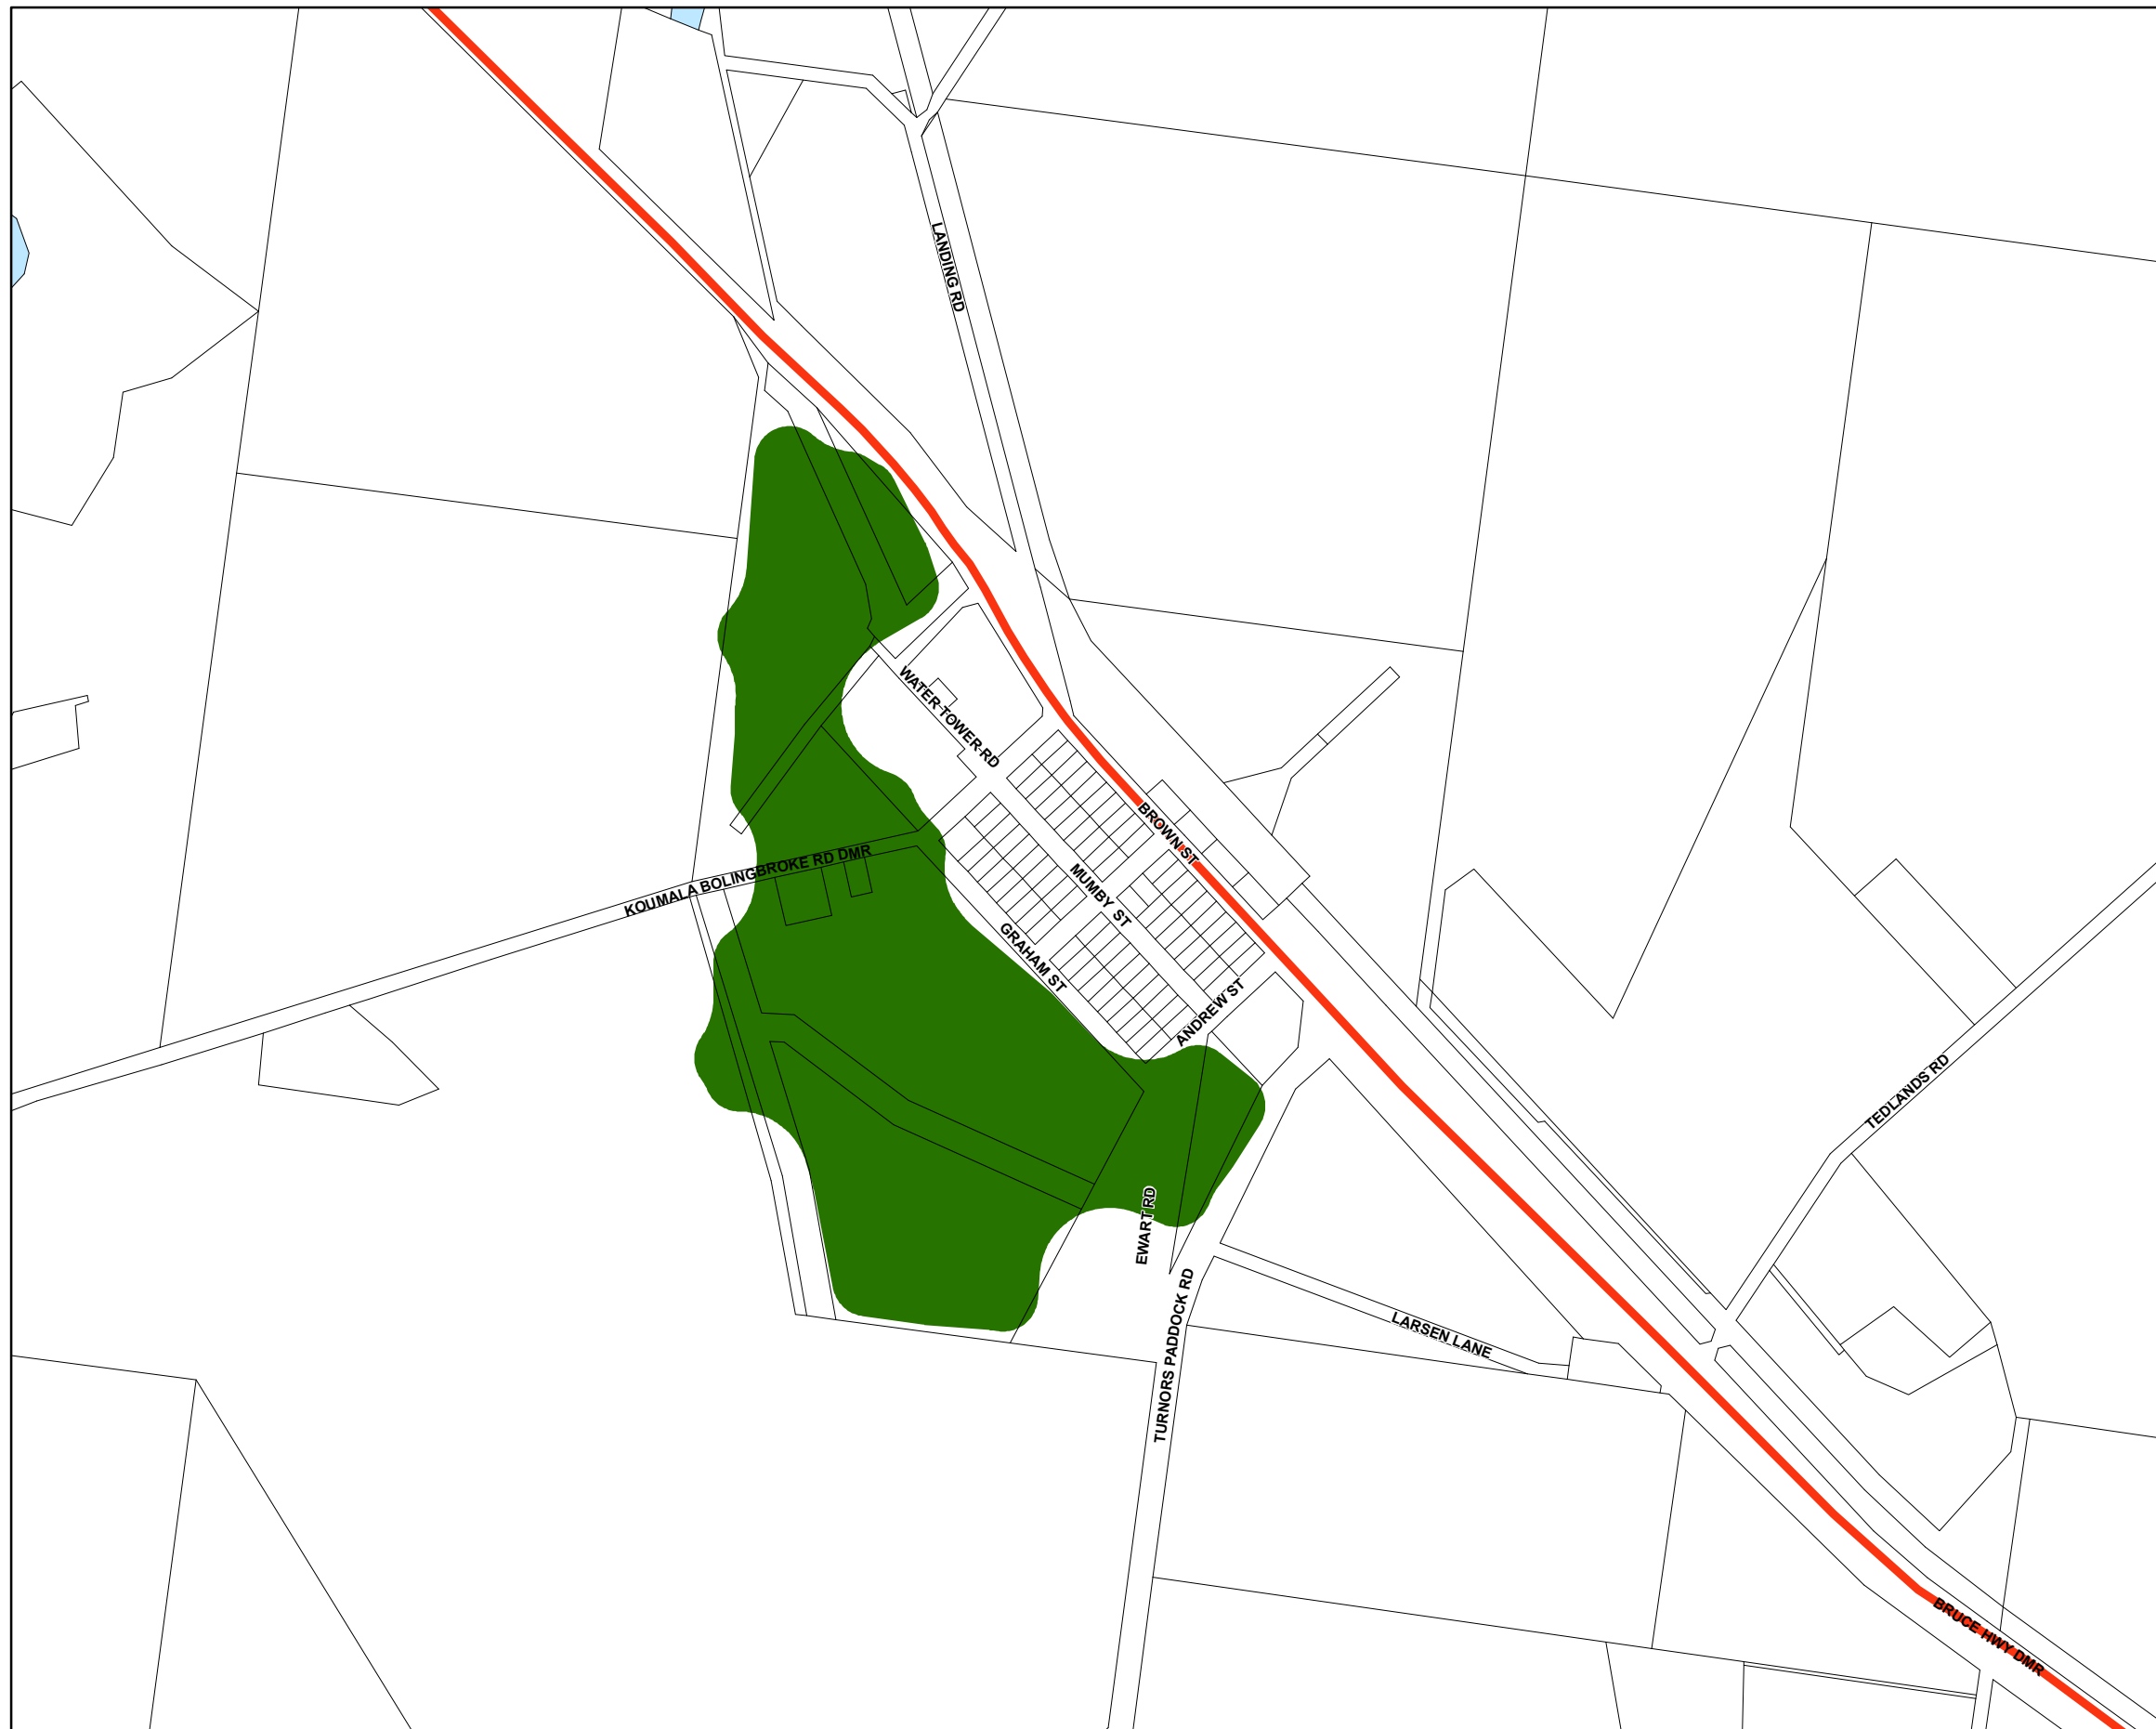 LANDING RD
WATER TOWER RD
BROWN ST
KOUMALA BOLINGBROKE RD DMR
MUMBY ST
GRAHAM ST
ANDREW ST
TEDLANDS RD
EWART RD
TURNORS PADDOCK RD
LARSEN LANE
BRUCE HWY DMR